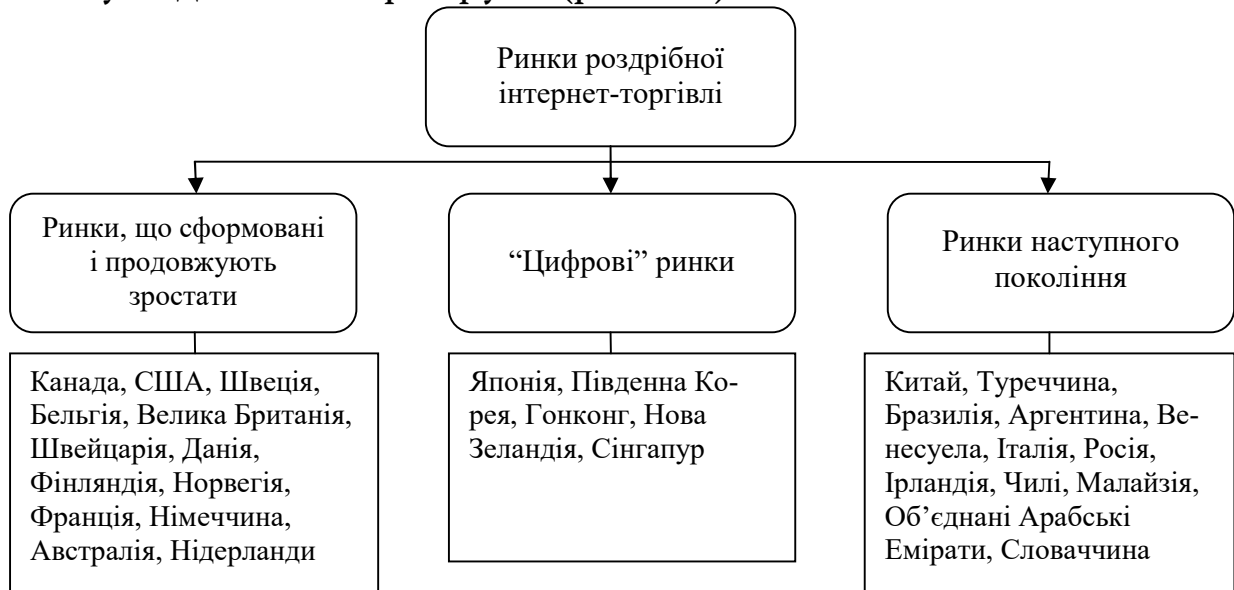 Ринки роздрібної
інтернет-торгівлі
Ринки, що сформовані
і продовжують
зростати
“Цифрові” ринки
Ринки наступного
покоління
Канада, США, Швеція,
Бельгія, Велика Британія,
Швейцарія, Данія,
Фінляндія, Норвегія,
Франція, Німеччина,
Австралія, Нідерланди
Японія, Південна Ко-
рея, Гонконг, Нова
Зеландія, Сінгапур
Китай, Туреччина,
Бразилія, Аргентина, Ве-
несуела, Італія, Росія,
Ірландія, Чилі, Малайзія,
Об’єднані Арабські
Емірати, Словаччина